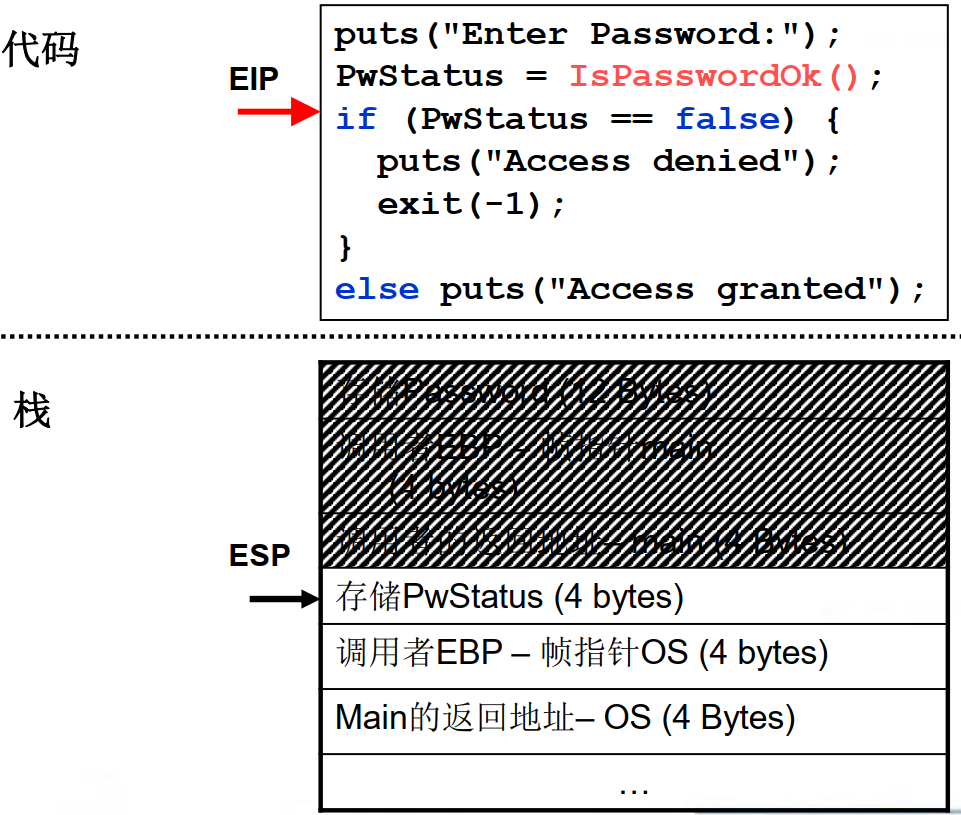 代码
EIP
puts("Enter Password:");
PwStatus = IsPasswordOk();
if (PwStatus == false) {
puts("Access denied");
exit(-1);
}
else puts("Access granted");
栈
存储Password (12 Bytes)
调用者EBP – 帧指针main
(4 bytes)
调用者的返回地址– main (4 Bytes)
ESP
存储PwStatus (4 bytes)
调用者EBP – 帧指针OS (4 bytes)
Main的返回地址– OS (4 Bytes)
…